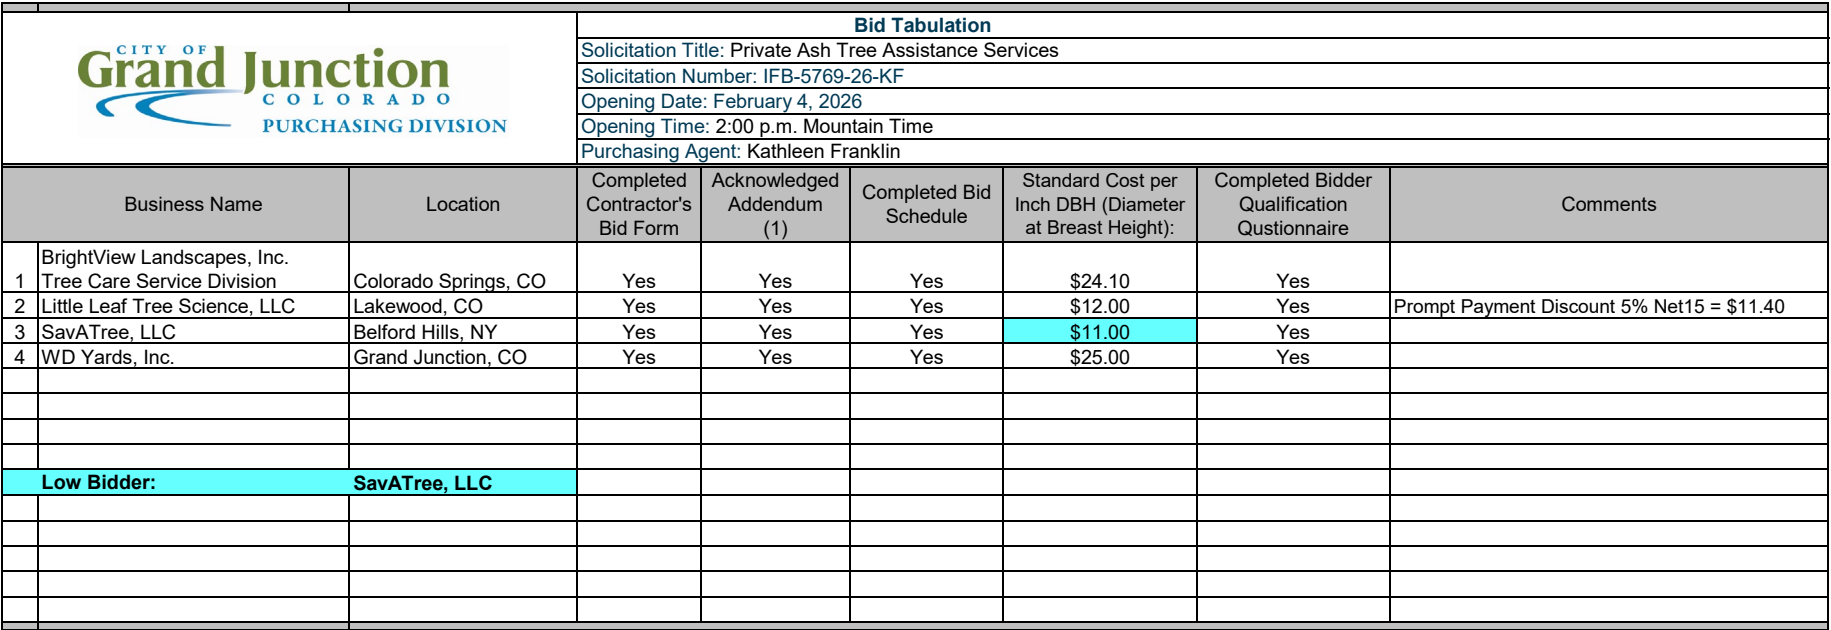 CITY OF
Grand Junction
COLORADO
PURCHASING DIVISION
Bid Tabulation
Solicitation Title: Private Ash Tree Assistance Services
Solicitation Number: IFB-5769-26-KF
Opening Date: February 4, 2026
Opening Time: 2:00 p.m. Mountain Time
Purchasing Agent: Kathleen Franklin
Business Name
Location
Completed
Contractor's
Bid Form
Acknowledged
Addendum
(1)
Completed Bid
Schedule
Standard Cost per
Inch DBH (Diameter
at Breast Height):
Completed Bidder
Qualification
Qustionnaire
Comments
BrightView Landscapes, Inc.
1 Tree Care Service Division Colorado Springs, CO Yes Yes Yes $24.10 Yes
2 Little Leaf Tree Science, LLC Lakewood, CO Yes Yes Yes $12.00 Yes Prompt Payment Discount 5% Net15 = $11.40
3 SavATree, LLC Belford Hills, NY Yes Yes Yes $11.00 Yes
4 WD Yards, Inc. Grand Junction, CO Yes Yes Yes $25.00 Yes
Low Bidder: SavATree, LLC